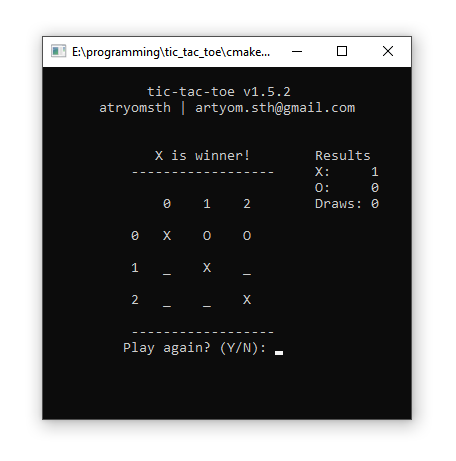 E:\programming\tic_tac_toe\cmake...
tic-tac-toe v1.5.2
atryomsth | artyom.sth@gmail.com
X is winner!
------------------
0 1 2
0 X O O
1 _ X _
2 _ _ X
------------------
Play again? (Y/N):
Results
X: 1
O: 0
Draws: 0